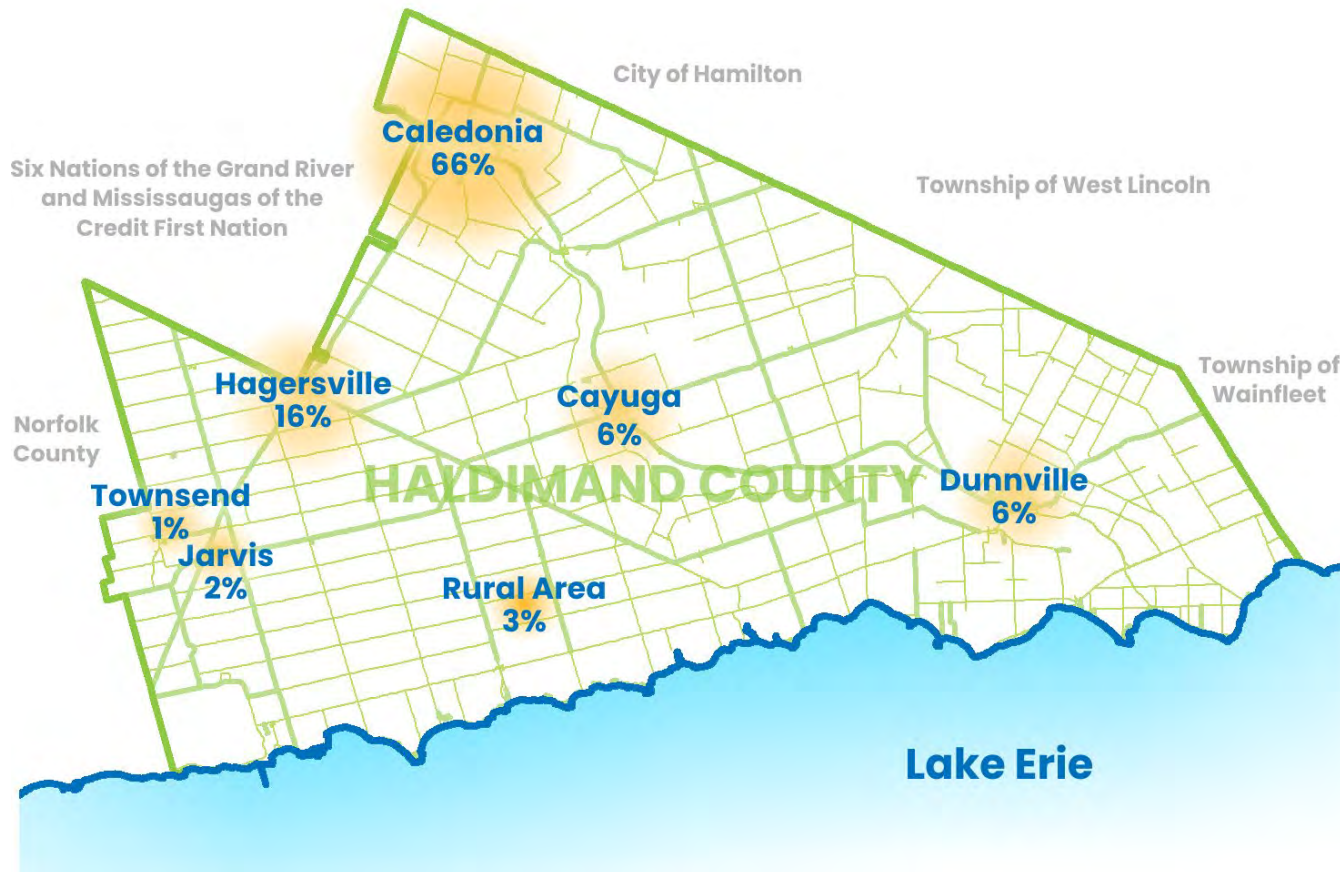 City of Hamilton
Caledonia
66%
Six Nations of the Grand River
and Mississaugas of the
Credit First Nation
Township of West Lincoln
Township of
Wainfleet
Hagersville
16%
Cayuga
6%
Norfolk
County
HALDIMAND COUNTY
Dunnville
6%
Townsend
1%
Jarvis
2%
Rural Area
3%
Lake Erie